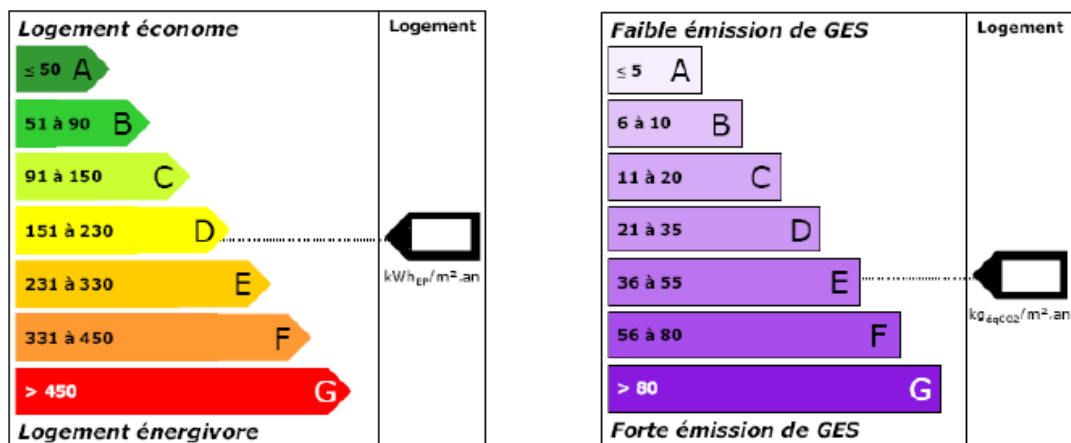 Logement économe
Logement
≤ 50 A
51 à 90 B
91 à 150 C
151 à 230 D
231 à 330 E
331 à 450 F
> 450 G
kWhEP/m².an
Logement énergivore
Faible émission de GES
Logement
≤ 5 A
6 à 10 B
11 à 20 C
21 à 35 D
36 à 55 E
56 à 80 F
> 80 G
kgéqCO2/m².an
Forte émission de GES